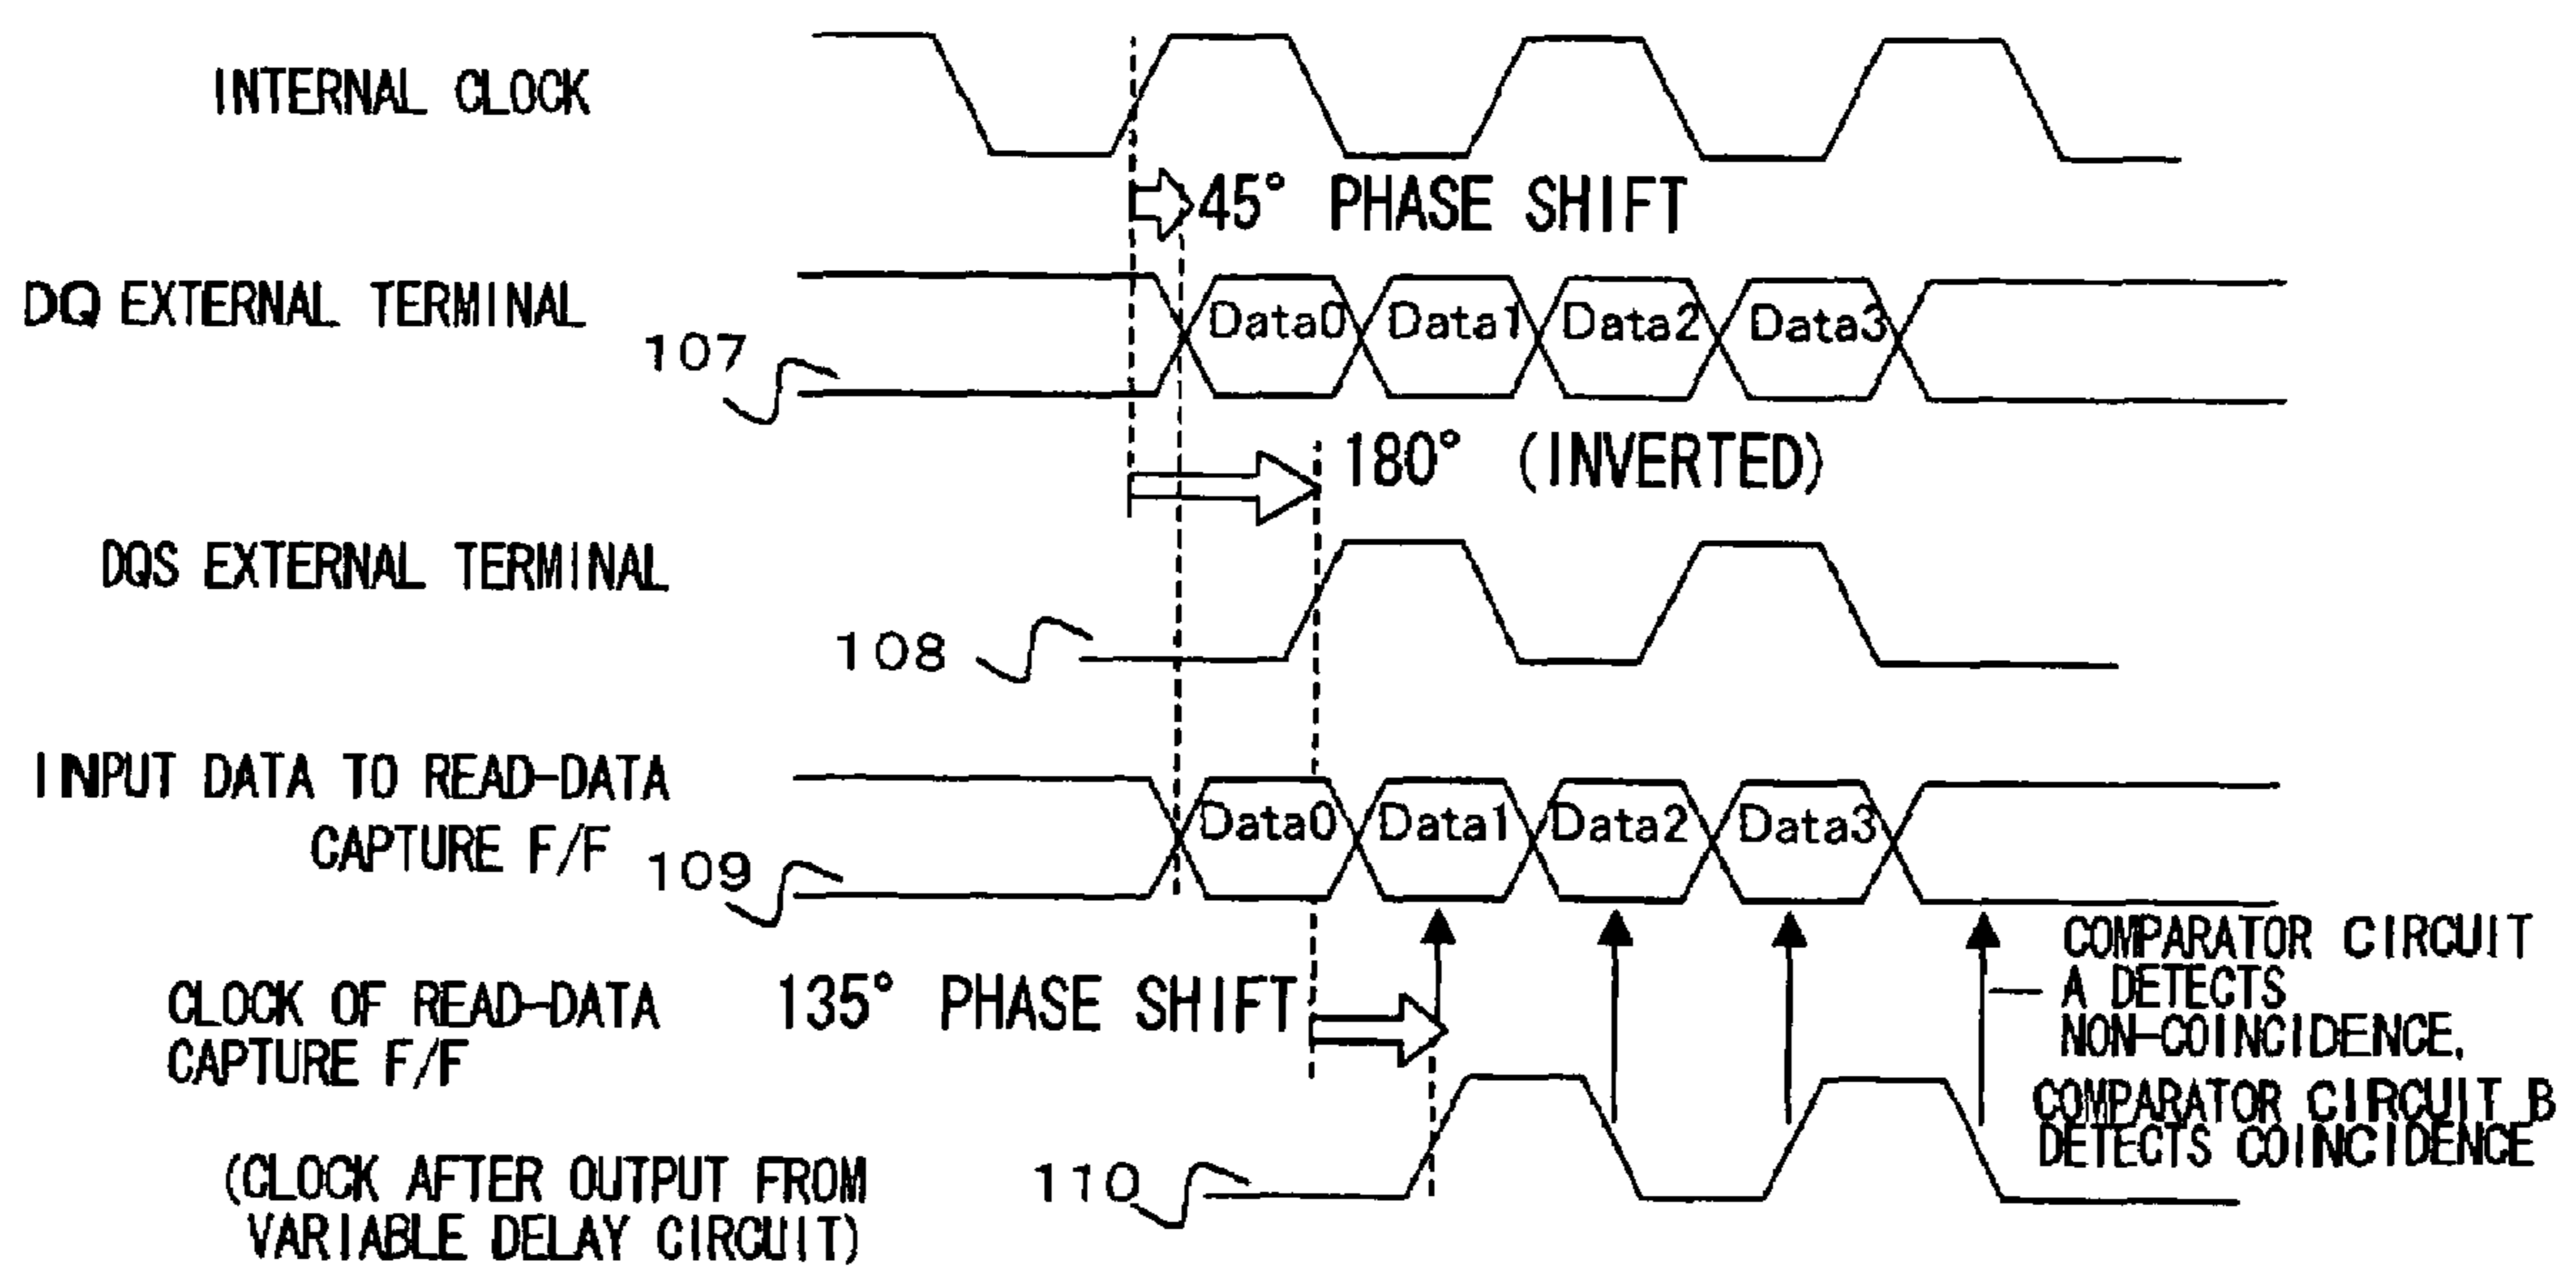 INTERNAL CLOCK
45° PHASE SHIFT
DQ EXTERNAL TERMINAL
107
Data0 Data1 Data2 Data3
180° (INVERTED)
DQS EXTERNAL TERMINAL
108
INPUT DATA TO READ-DATA
CAPTURE F/F
109
Data0 Data1 Data2 Data3
COMPARATOR CIRCUIT
A DETECTS
NON-COINCIDENCE,
COMPARATOR CIRCUIT B
DETECTS COINCIDENCE
135° PHASE SHIFT
CLOCK OF READ-DATA
CAPTURE F/F
(CLOCK AFTER OUTPUT FROM
VARIABLE DELAY CIRCUIT)
110